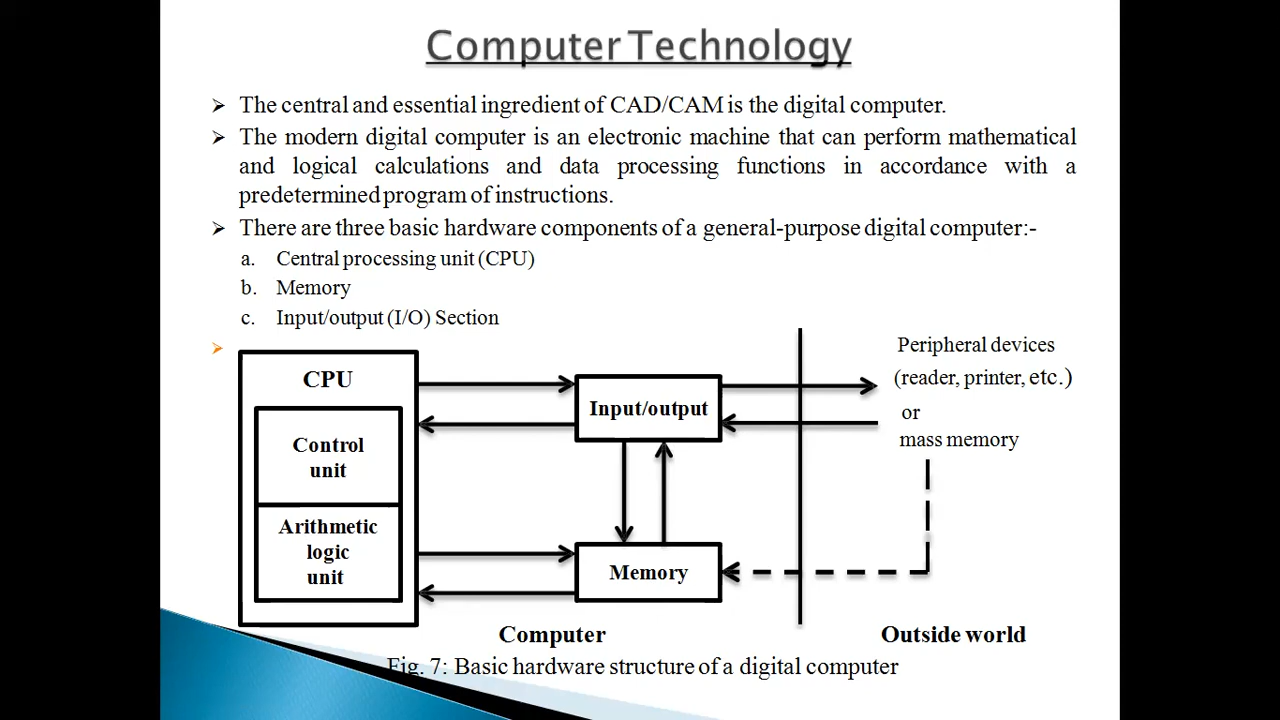 Computer Technology
➢ The central and essential ingredient of CAD/CAM is the digital computer.
➢ The modern digital computer is an electronic machine that can perform mathematical
and logical calculations and data processing functions in accordance with a
predetermined program of instructions.
➢ There are three basic hardware components of a general-purpose digital computer:-
a. Central processing unit (CPU)
b. Memory
c. Input/output (I/O) Section
➢
CPU
Control
unit
Arithmetic
logic
unit
Input/output
Memory
Peripheral devices
(reader, printer, etc.)
or
mass memory
Computer
Outside world
Fig. 7: Basic hardware structure of a digital computer